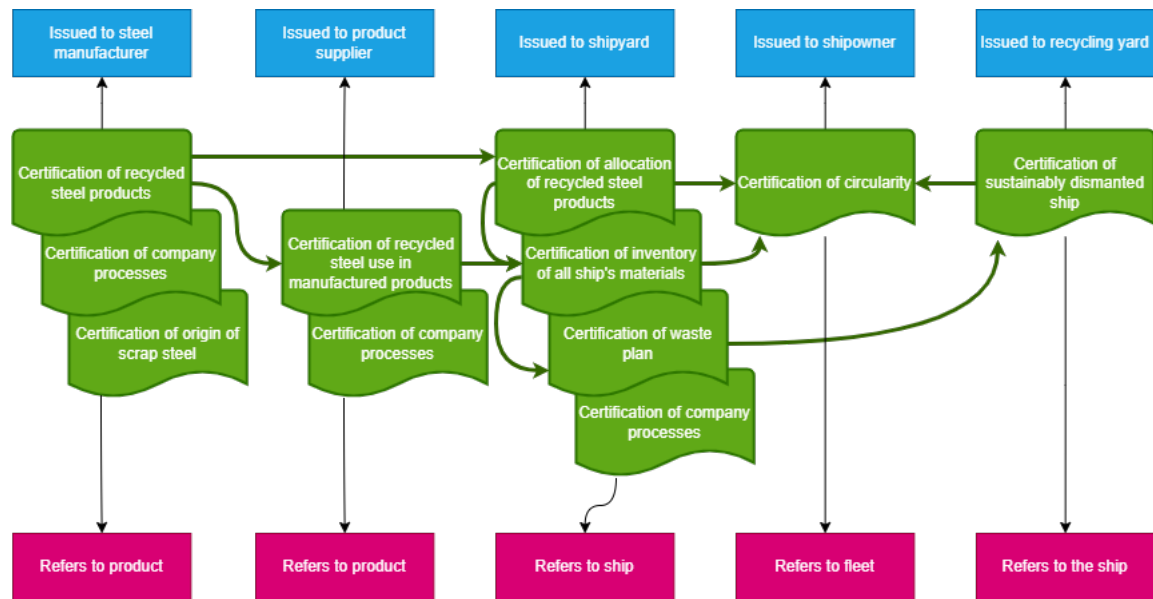 Issued to steel
manufacturer
Issued to product
supplier
Issued to shipyard
Issued to shipowner
Issued to recycling yard
Certification of recycled
steel products
Certification of company
processes
Certification of origin of
scrap steel
Certification of recycled
steel use in
manufactured products
Certification of company
processes
Certification of allocation
of recycled steel
products
Certification of inventory
of all ship's materials
Certification of waste
plan
Certification of company
processes
Certification of circularity
Certification of
sustainably dismanted
ship
Refers to product
Refers to product
Refers to ship
Refers to fleet
Refers to the ship